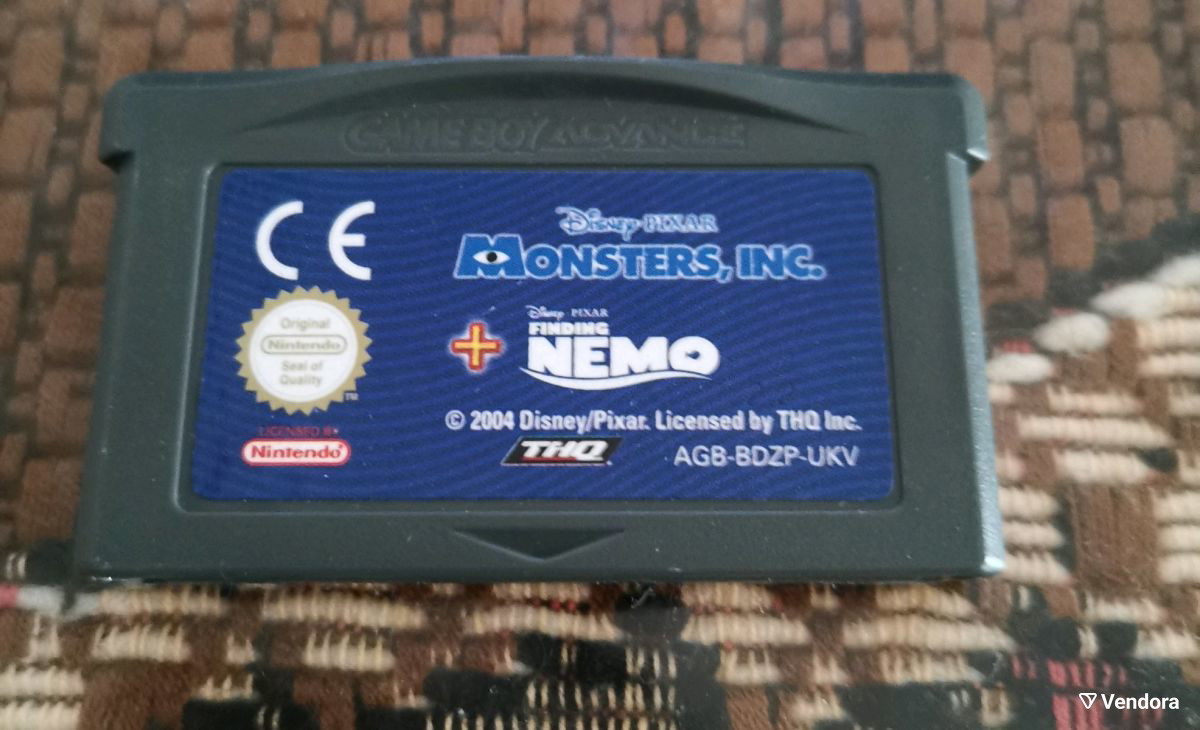 GAME BOY ADVANCE
CE
Disney·PIXAR
MONSTERS, INC.
Original
Nintendo
Seal of
Quality
TM
+
Disney PIXAR
FINDING
NEMO
© 2004 Disney/Pixar. Licensed by THQ Inc.
LICENSED BY
Nintendo®
THQ
AGB-BDZP-UKV
Vendora